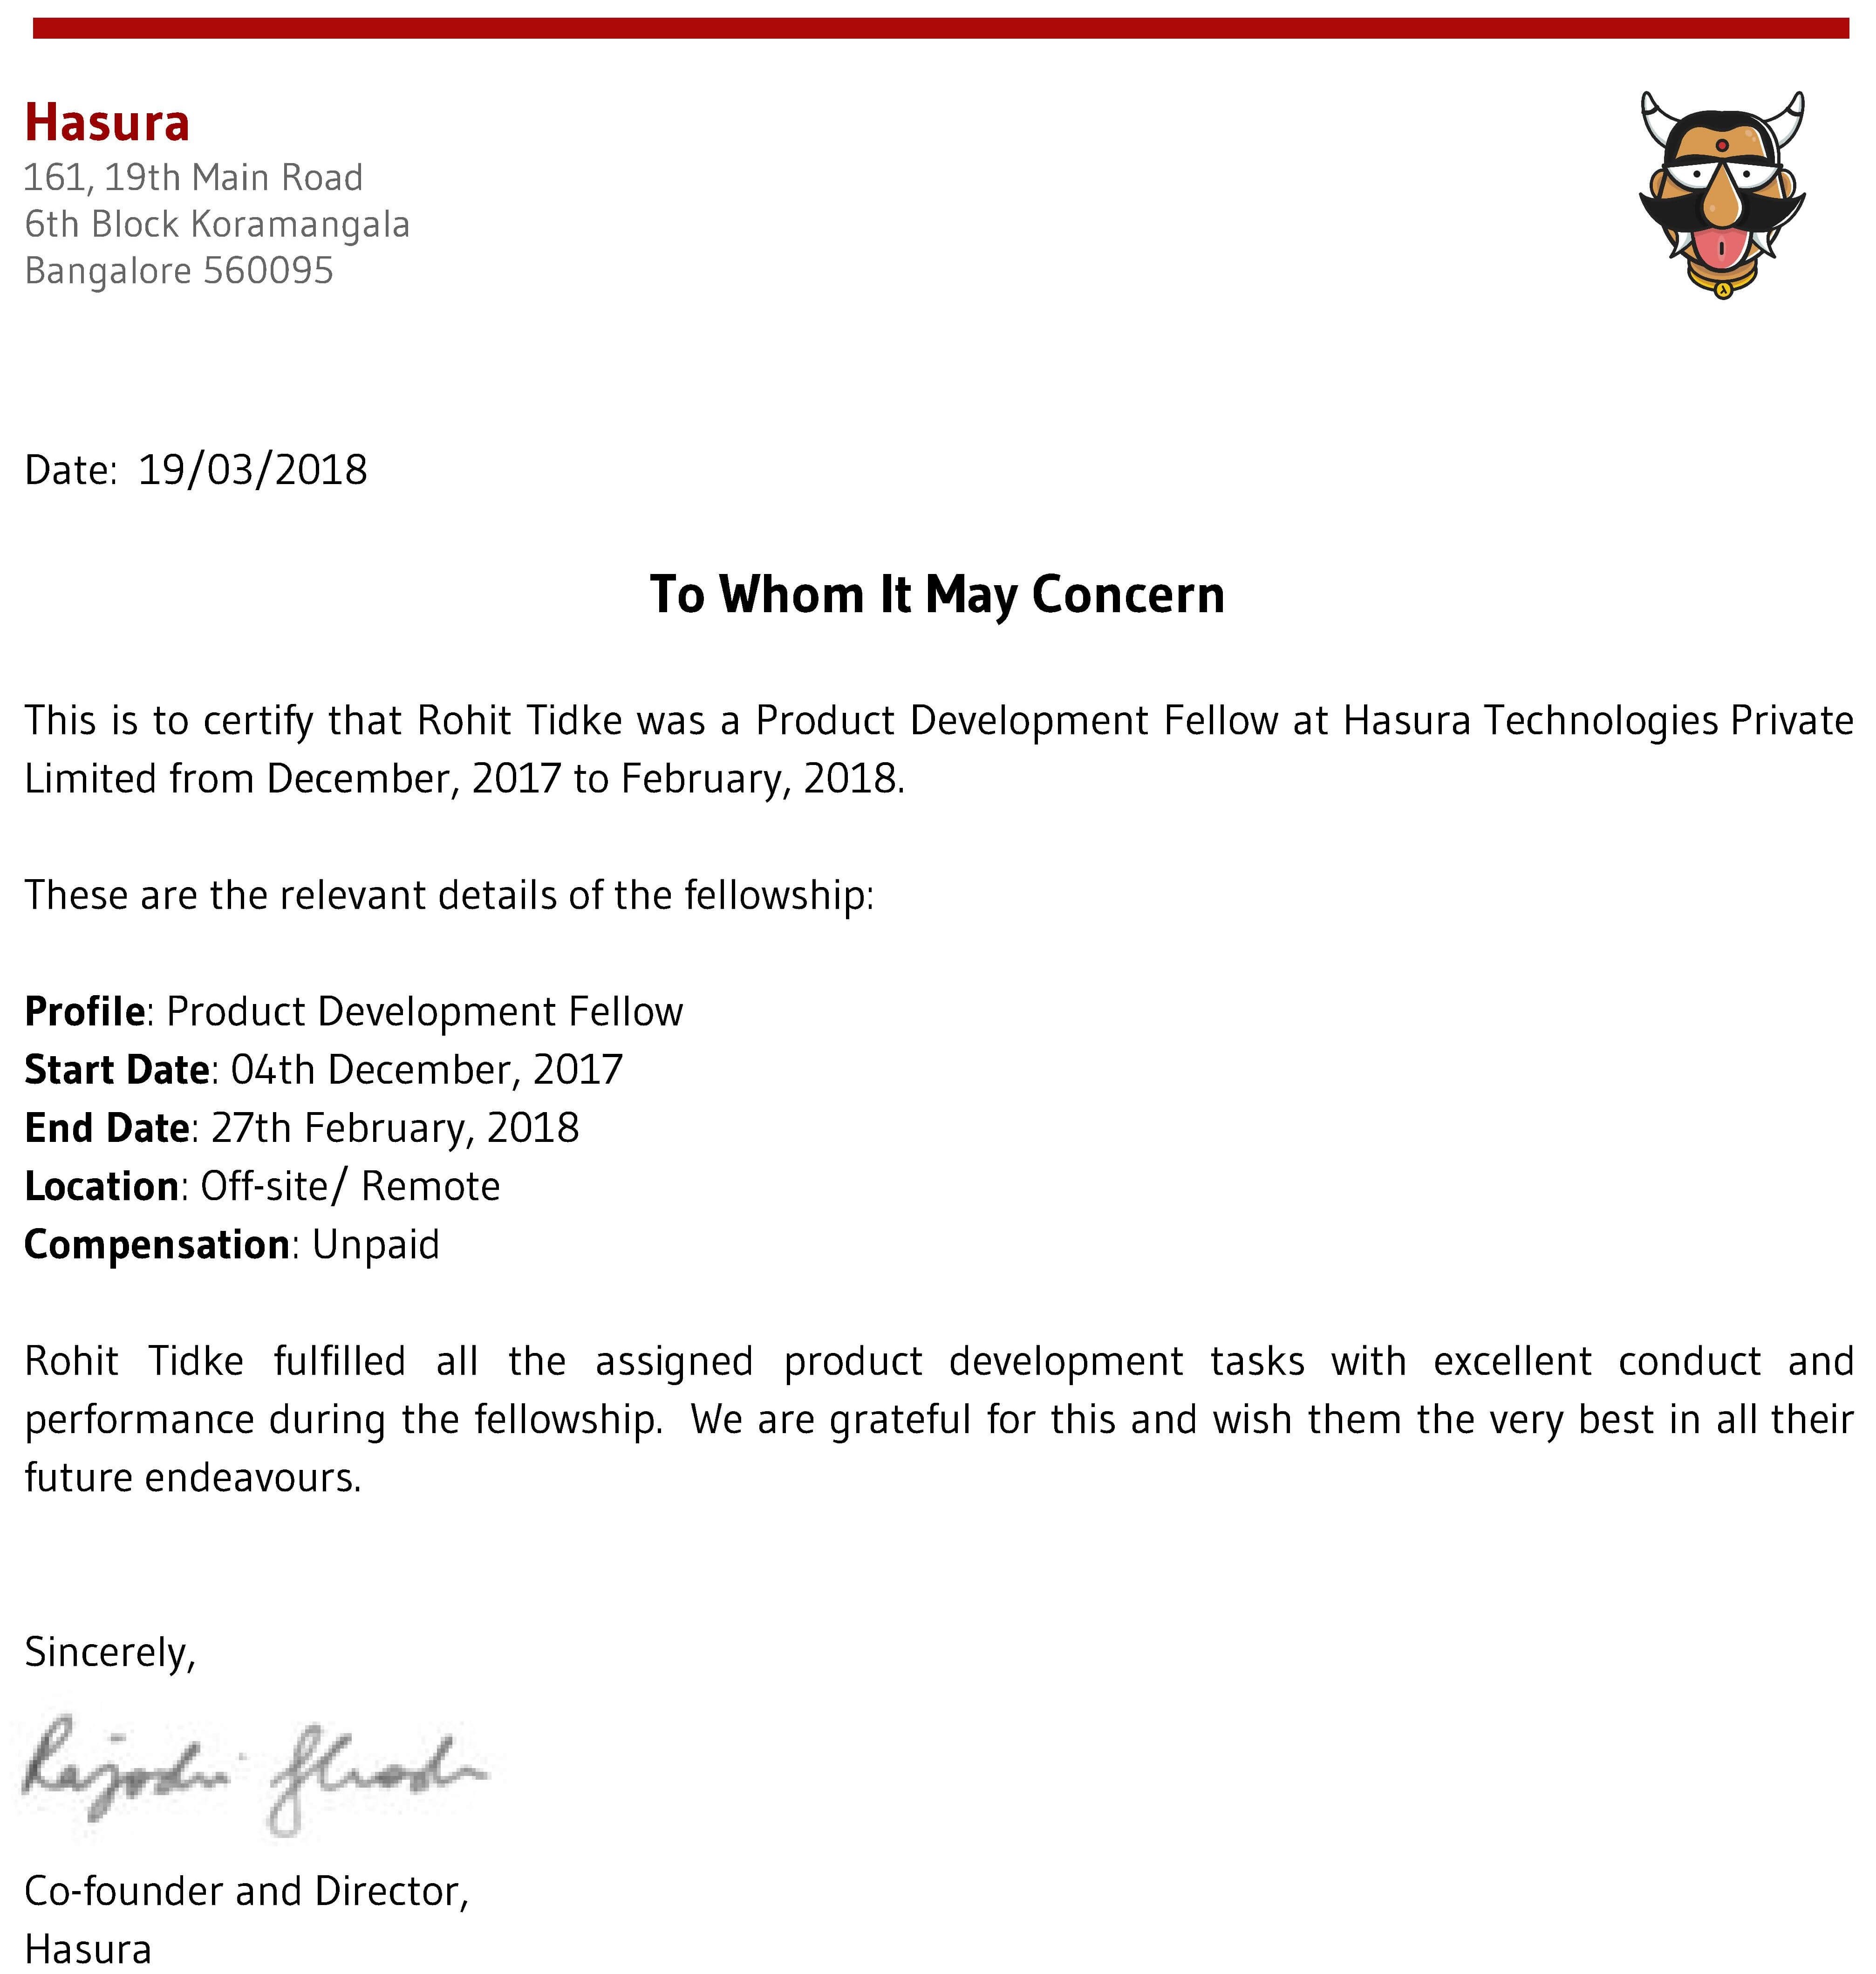 Hasura
161, 19th Main Road
6th Block Koramangala
Bangalore 560095
Date: 19/03/2018
To Whom It May Concern
This is to certify that Rohit Tidke was a Product Development Fellow at Hasura Technologies Private
Limited from December, 2017 to February, 2018.
These are the relevant details of the fellowship:
Profile: Product Development Fellow
Start Date: 04th December, 2017
End Date: 27th February, 2018
Location: Off-site/ Remote
Compensation: Unpaid
Rohit Tidke fulfilled all the assigned product development tasks with excellent conduct and
performance during the fellowship. We are grateful for this and wish them the very best in all their
future endeavours.
Sincerely,
Co-founder and Director,
Hasura